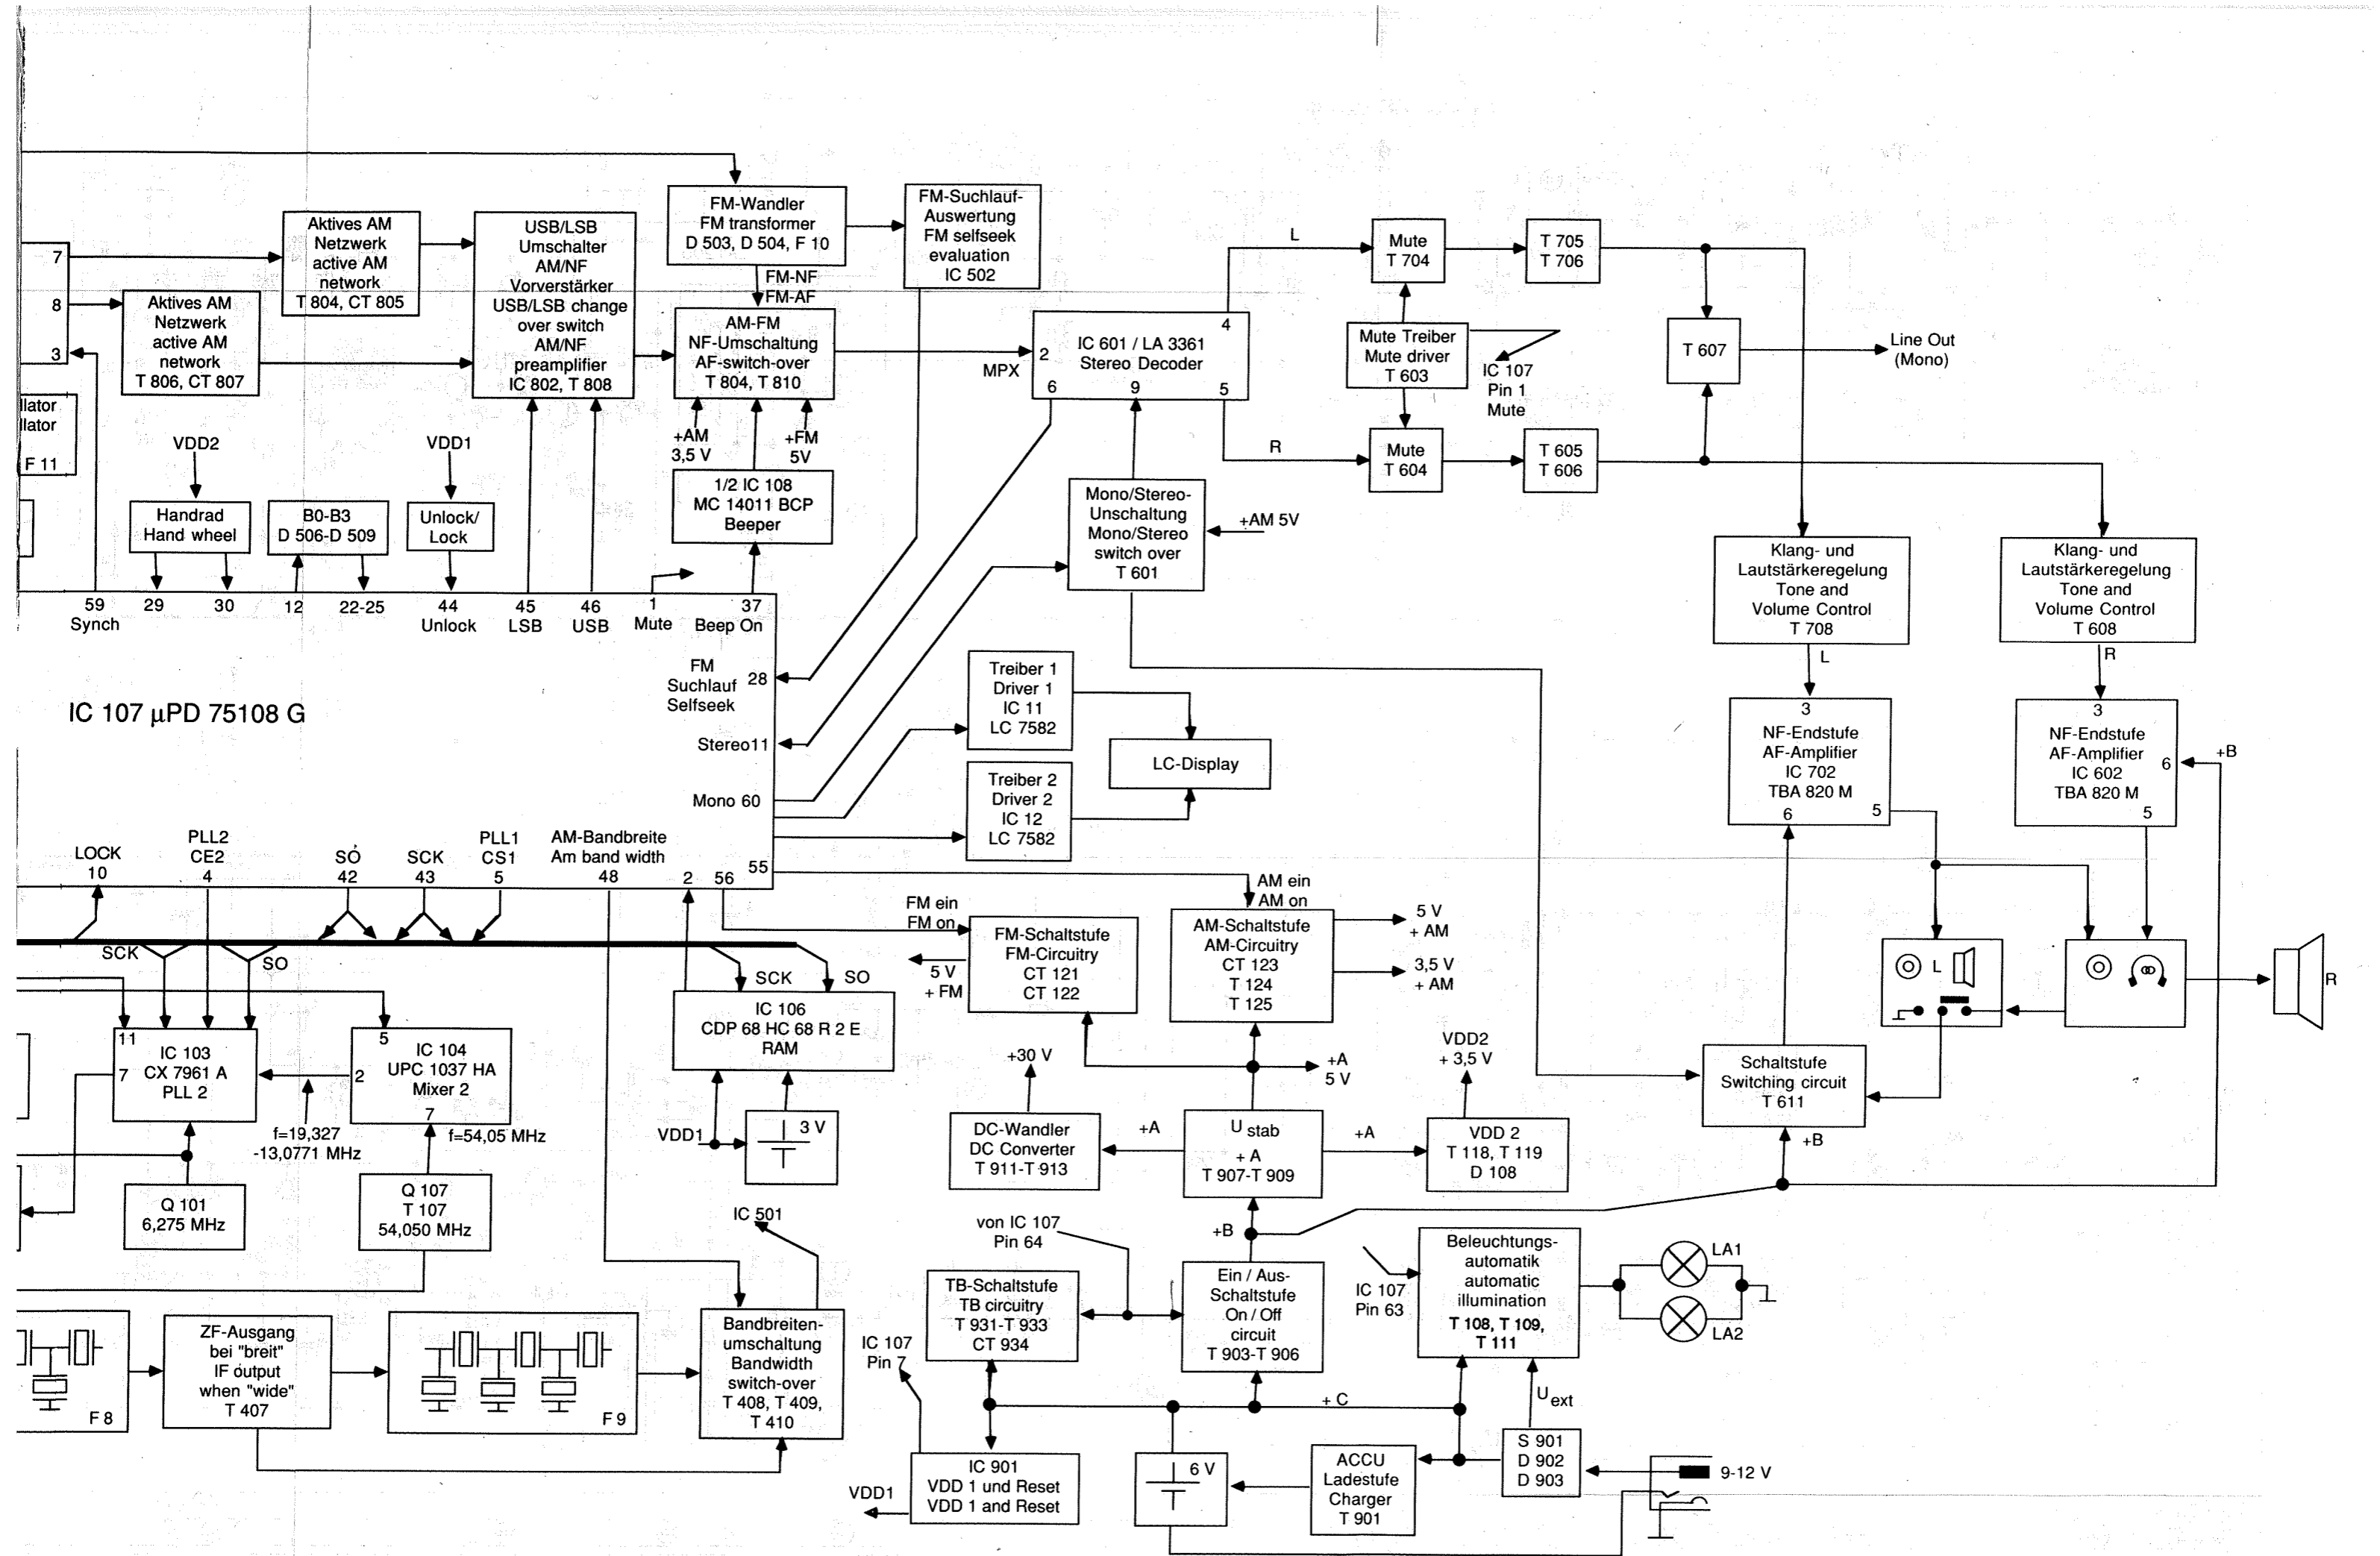 FM-Wandler
FM transformer
D 503, D 504, F 10
FM-Suchlauf-
Auswertung
FM selfseek
evaluation
IC 502
FM-NF
FM-AF
7
8
3
Aktives AM
Netzwerk
active AM
network
T 804, CT 805
Aktives AM
Netzwerk
active AM
network
T 806, CT 807
USB/LSB
Umschalter
AM/NF
Vorverstärker
USB/LSB change
over switch
AM/NF
preamplifier
IC 802, T 808
AM-FM
NF-Umschaltung
AF-switch-over
T 804, T 810
+AM
3,5 V
+FM
5V
1/2 IC 108
MC 14011 BCP
Beeper
MPX
2
4
IC 601 / LA 3361
Stereo Decoder
6
9
5
L
R
Mute
T 704
T 705
T 706
Mute Treiber
Mute driver
T 603
IC 107
Pin 1
Mute
T 607
Line Out
(Mono)
Mute
T 604
T 605
T 606
Mono/Stereo-
Unschaltung
Mono/Stereo
switch over
T 601
+AM 5V
llator
llator
F 11
VDD2
Handrad
Hand wheel
B0-B3
D 506-D 509
VDD1
Unlock/
Lock
59
Synch
29
30
12
22-25
44
Unlock
45
LSB
46
USB
1
Mute
37
Beep On
FM
Suchlauf
Selfseek
28
IC 107 µPD 75108 G
Stereo11
Mono 60
Treiber 1
Driver 1
IC 11
LC 7582
Treiber 2
Driver 2
IC 12
LC 7582
LC-Display
Klang- und
Lautstärkeregelung
Tone and
Volume Control
T 708
L
Klang- und
Lautstärkeregelung
Tone and
Volume Control
T 608
R
3
NF-Endstufe
AF-Amplifier
IC 702
TBA 820 M
6
5
3
NF-Endstufe
AF-Amplifier
IC 602
TBA 820 M
6
5
+B
LOCK
10
PLL2
CE2
4
SO
42
SCK
43
PLL1
CS1
5
AM-Bandbreite
Am band width
48
2
56
55
AM ein
AM on
FM ein
FM on
FM-Schaltstufe
FM-Circuitry
CT 121
CT 122
5 V
+ FM
AM-Schaltstufe
AM-Circuitry
CT 123
T 124
T 125
5 V
+ AM
3,5 V
+ AM
L
R
SCK
SO
SCK
SO
11
7
IC 103
CX 7961 A
PLL 2
5
2
IC 104
UPC 1037 HA
Mixer 2
7
f=19,327
-13,0771 MHz
f=54,05 MHz
IC 106
CDP 68 HC 68 R 2 E
RAM
VDD1
3 V
Q 101
6,275 MHz
Q 107
T 107
54,050 MHz
+30 V
DC-Wandler
DC Converter
T 911-T 913
+A
U stab
+ A
T 907-T 909
+A
5 V
+A
VDD2
+ 3,5 V
VDD 2
T 118, T 119
D 108
Schaltstufe
Switching circuit
T 611
+B
IC 501
von IC 107
Pin 64
+B
TB-Schaltstufe
TB circuitry
T 931-T 933
CT 934
Ein / Aus-
Schaltstufe
On / Off
circuit
T 903-T 906
IC 107
Pin 63
Beleuchtungs-
automatik
automatic
illumination
T 108, T 109,
T 111
LA1
LA2
F 8
ZF-Ausgang
bei "breit"
IF output
when "wide"
T 407
F 9
Bandbreiten-
umschaltung
Bandwidth
switch-over
T 408, T 409,
T 410
IC 107
Pin 7
+ C
U ext
VDD1
IC 901
VDD 1 und Reset
VDD 1 and Reset
6 V
ACCU
Ladestufe
Charger
T 901
S 901
D 902
D 903
9-12 V